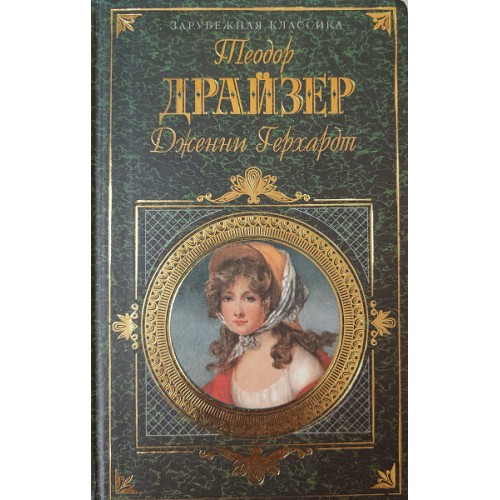 ЗАРУБЕЖНАЯ КЛАССИКА
Теодор
ДРАЙЗЕР
Дженни Герхардт